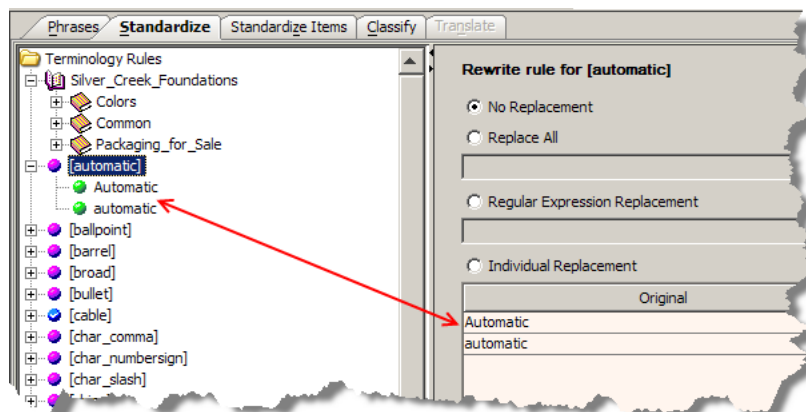 Phrases Standardize Standardize Items Classify Translate
Terminology Rules
Silver_Creek_Foundations
Colors
Common
Packaging_for_Sale
[automatic]
Automatic
automatic
[ballpoint]
[barrel]
[broad]
[bullet]
[cable]
[char_comma]
[char_numbersign]
[char_slash]
Rewrite rule for [automatic]
No Replacement
Replace All
Regular Expression Replacement
Individual Replacement
Original
Automatic
automatic